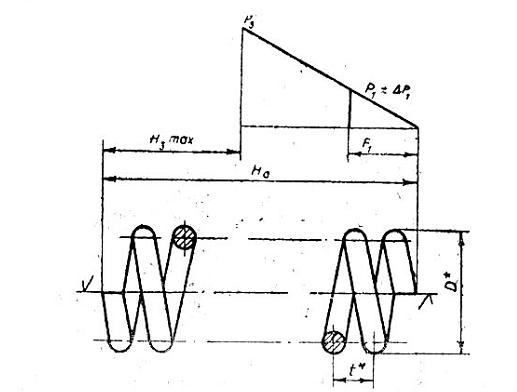 P₃
P₁ ± ΔP₁
H₃ max
F₁
H₀
D*
t*